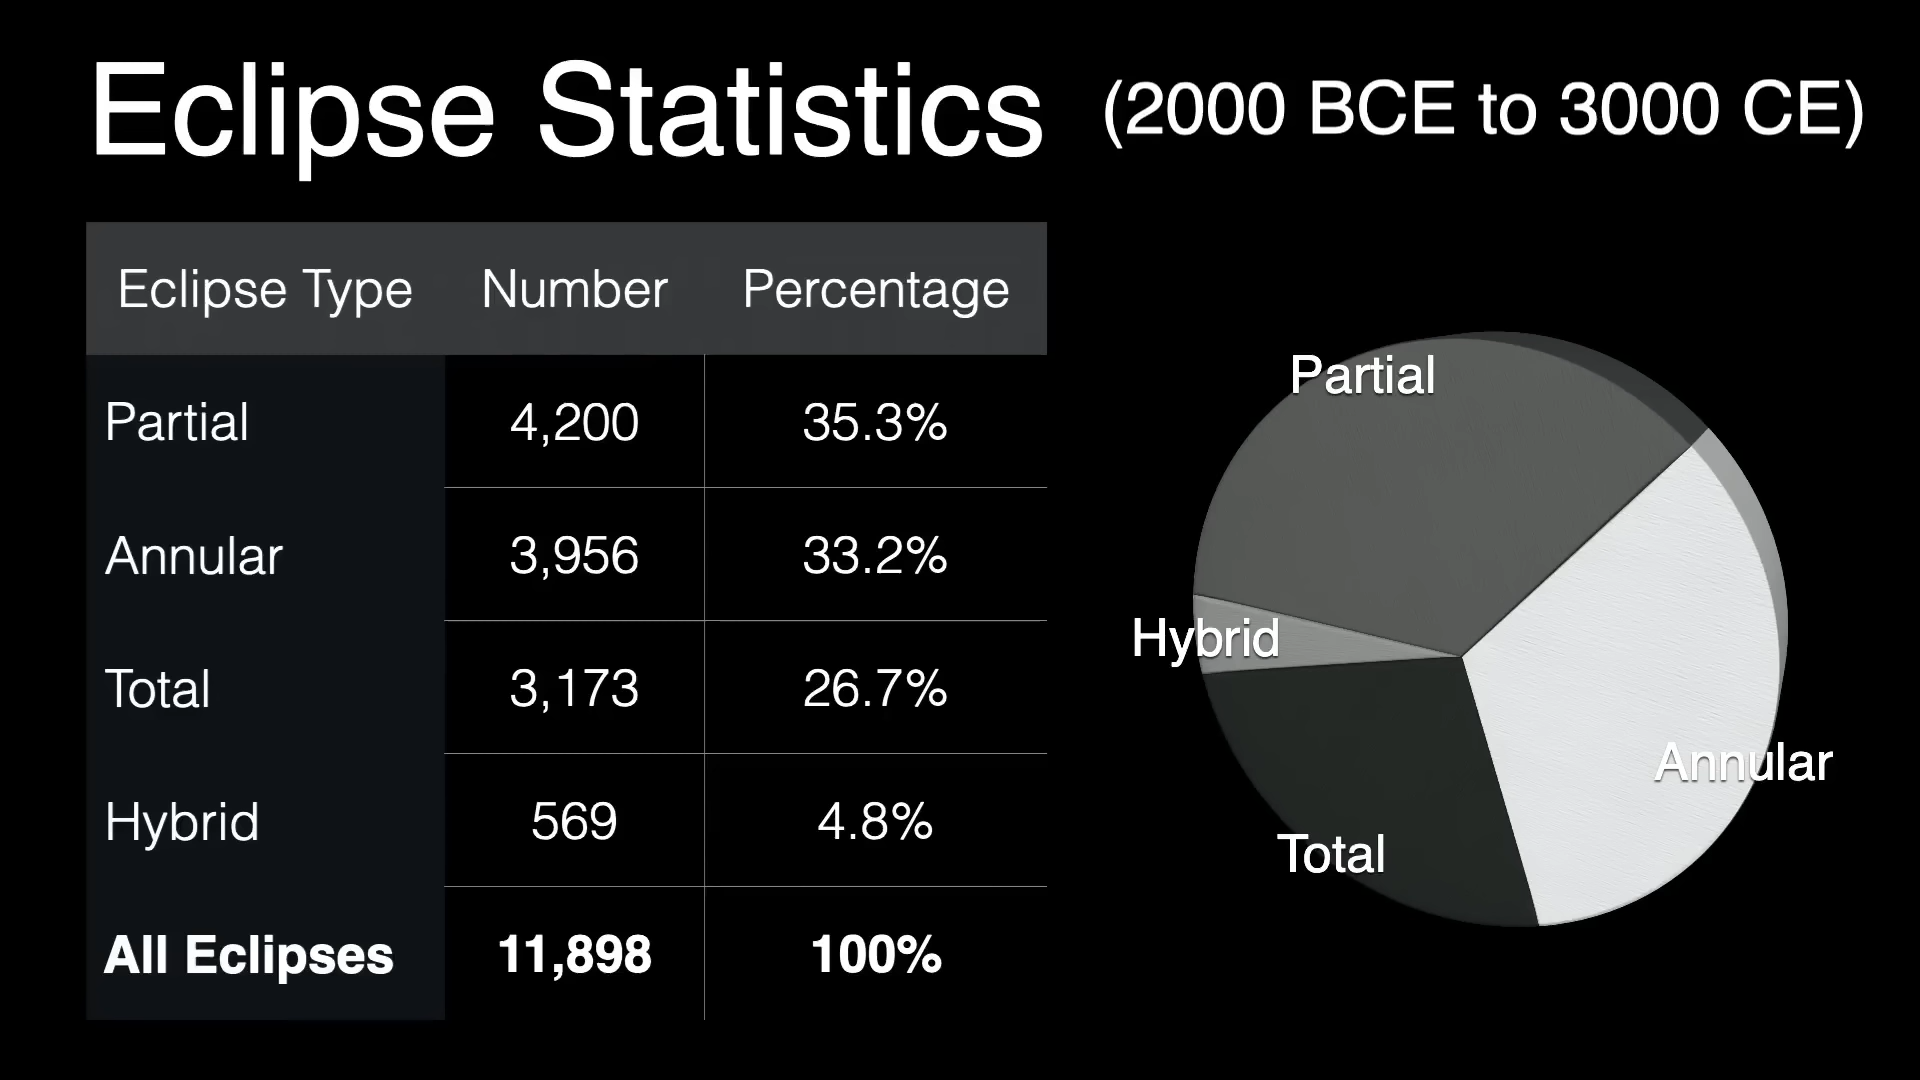 Eclipse Statistics (2000 BCE to 3000 CE)
Eclipse Type Number Percentage
Partial 4,200 35.3%
Annular 3,956 33.2%
Total 3,173 26.7%
Hybrid 569 4.8%
All Eclipses 11,898 100%
Partial
Hybrid
Annular
Total